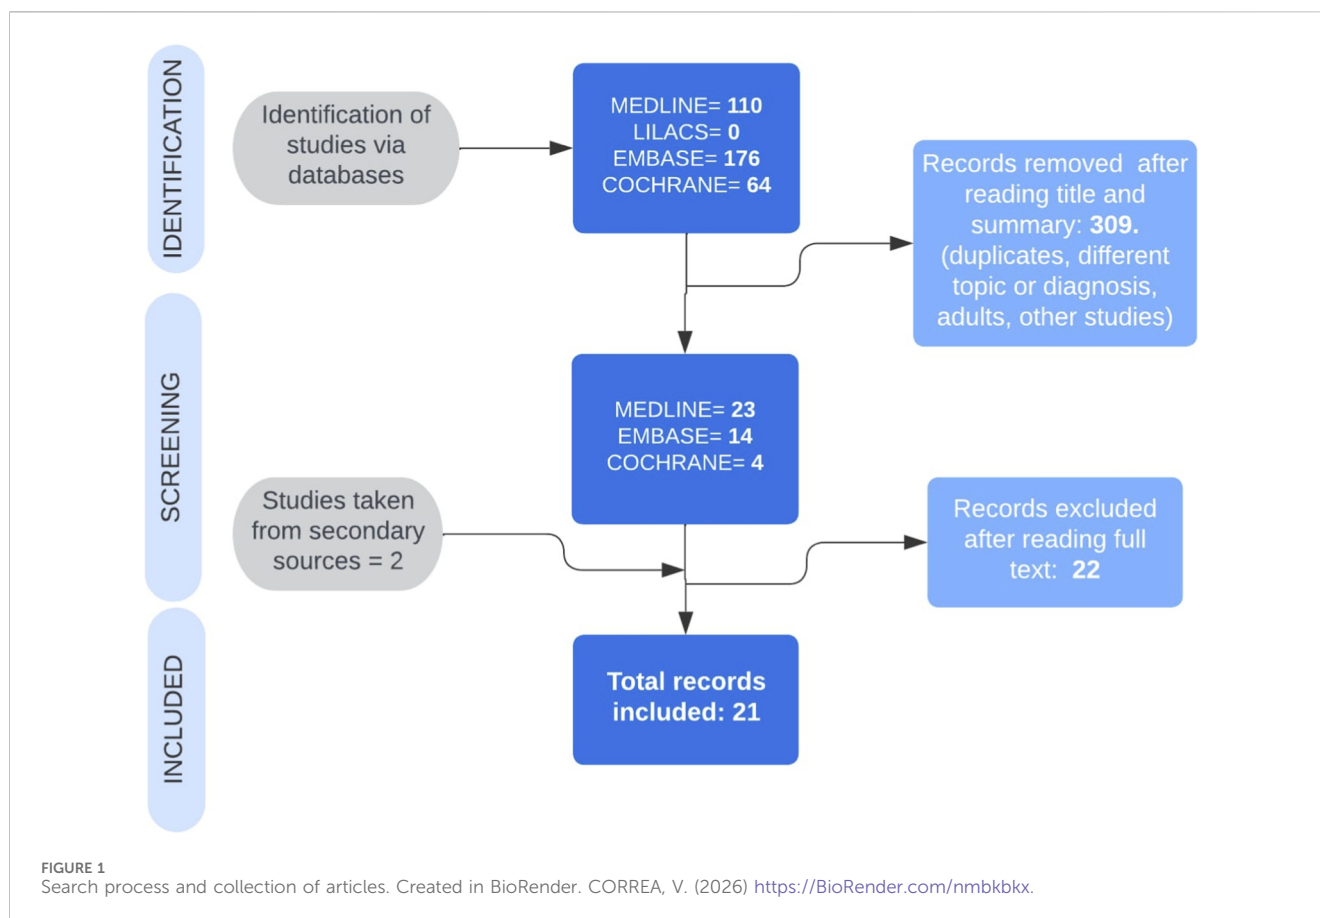 IDENTIFICATION
Identification of
studies via
databases
MEDLINE= 110
LILACS= 0
EMBASE= 176
COCHRANE= 64
Records removed after
reading title and
summary: 309.
(duplicates, different
topic or diagnosis,
adults, other studies)
SCREENING
MEDLINE= 23
EMBASE= 14
COCHRANE= 4
Studies taken
from secondary
sources = 2
Records excluded
after reading full
text: 22
INCLUDED
Total records
included: 21
FIGURE 1
Search process and collection of articles. Created in BioRender. CORREA, V. (2026) https://BioRender.com/nmbkbkx.